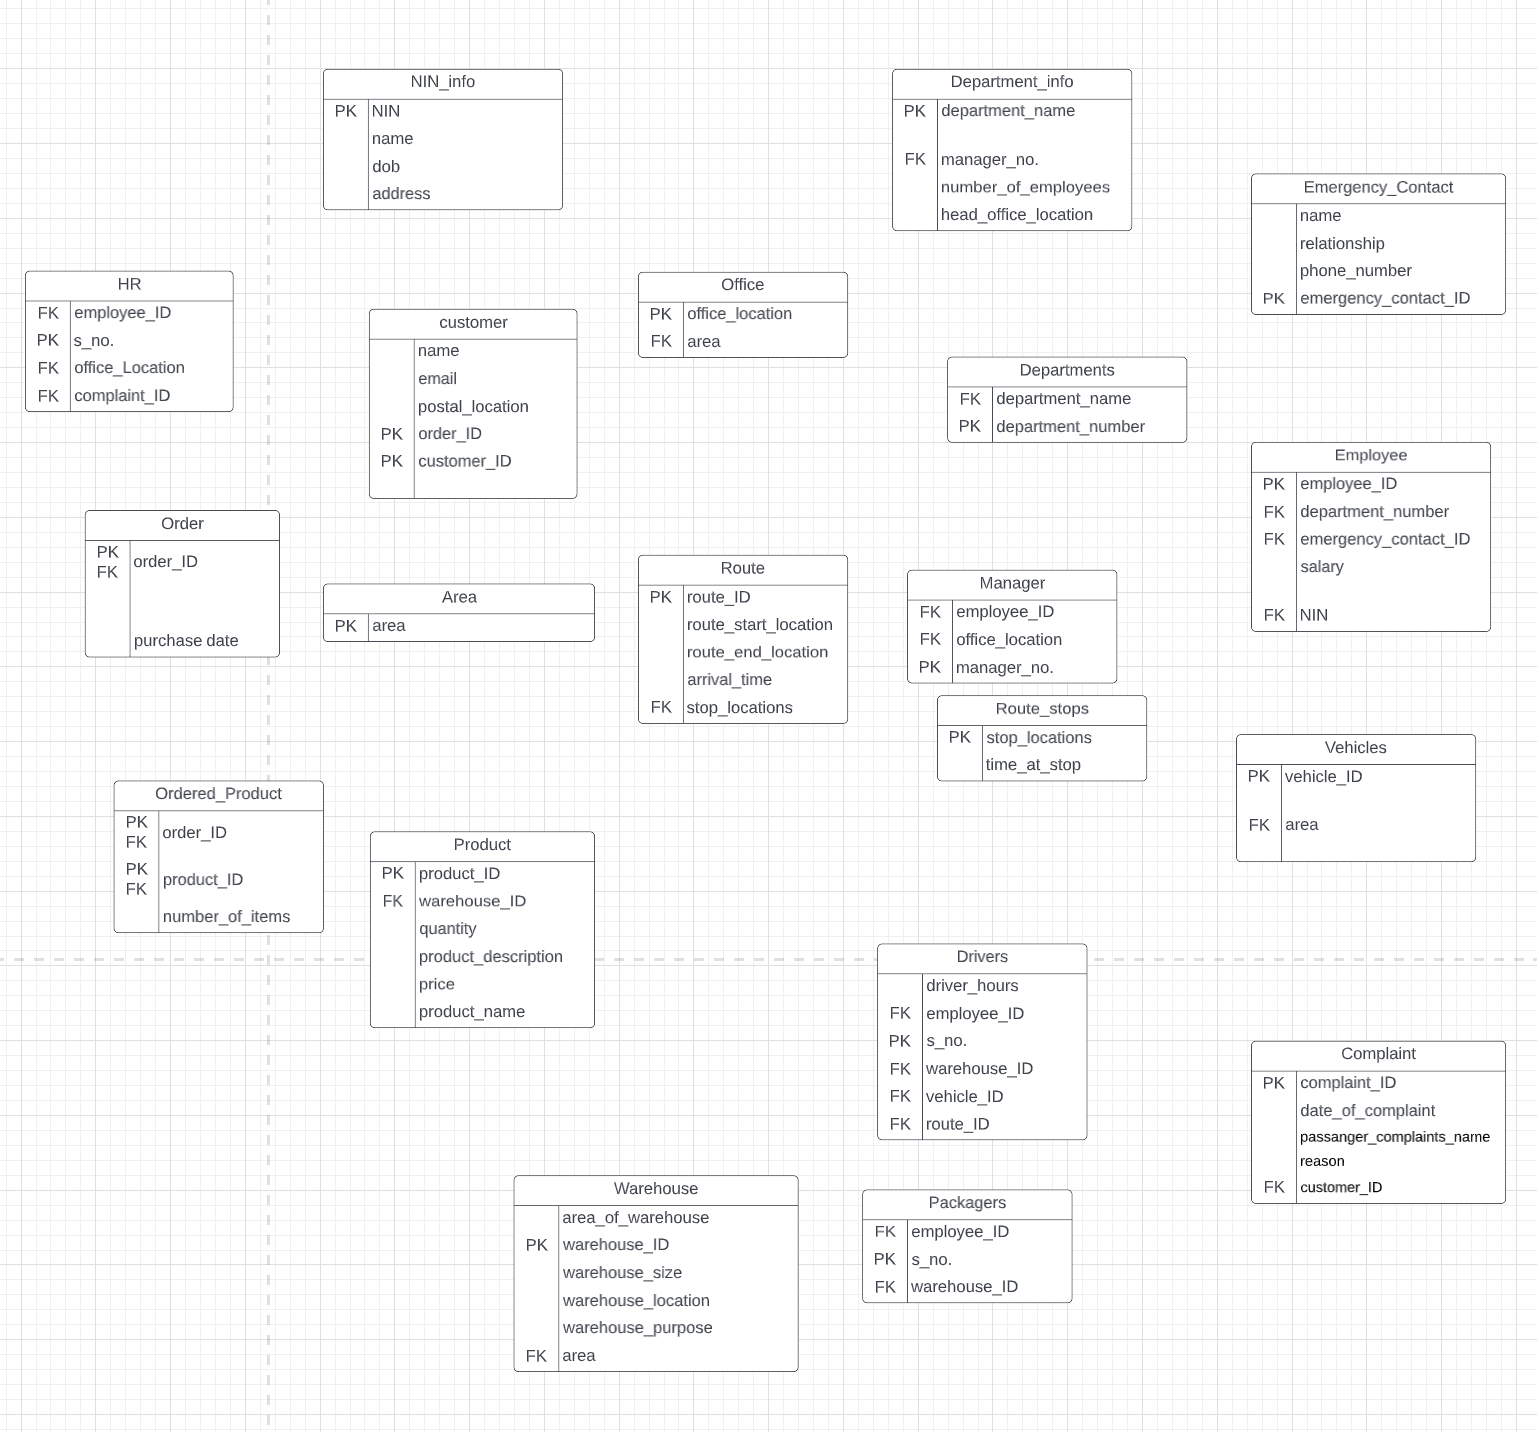 NIN_info
PK NIN
name
dob
address
Department_info
PK department_name
FK manager_no.
number_of_employees
head_office_location
Emergency_Contact
name
relationship
phone_number
PK emergency_contact_ID
HR
FK employee_ID
PK s_no.
FK office_Location
FK complaint_ID
customer
name
email
postal_location
PK order_ID
PK customer_ID
Office
PK office_location
FK area
Departments
FK department_name
PK department_number
Employee
PK employee_ID
FK department_number
FK emergency_contact_ID
salary
FK NIN
Order
PK
FK order_ID
purchase date
Area
PK area
Route
PK route_ID
route_start_location
route_end_location
arrival_time
FK stop_locations
Manager
FK employee_ID
FK office_location
PK manager_no.
Route_stops
PK stop_locations
time_at_stop
Vehicles
PK vehicle_ID
FK area
Ordered_Product
PK
FK order_ID
PK
FK product_ID
number_of_items
Product
PK product_ID
FK warehouse_ID
quantity
product_description
price
product_name
Drivers
driver_hours
FK employee_ID
PK s_no.
FK warehouse_ID
FK vehicle_ID
FK route_ID
Complaint
PK complaint_ID
date_of_complaint
passanger_complaints_name
reason
FK customer_ID
Warehouse
area_of_warehouse
PK warehouse_ID
warehouse_size
warehouse_location
warehouse_purpose
FK area
Packagers
FK employee_ID
PK s_no.
FK warehouse_ID